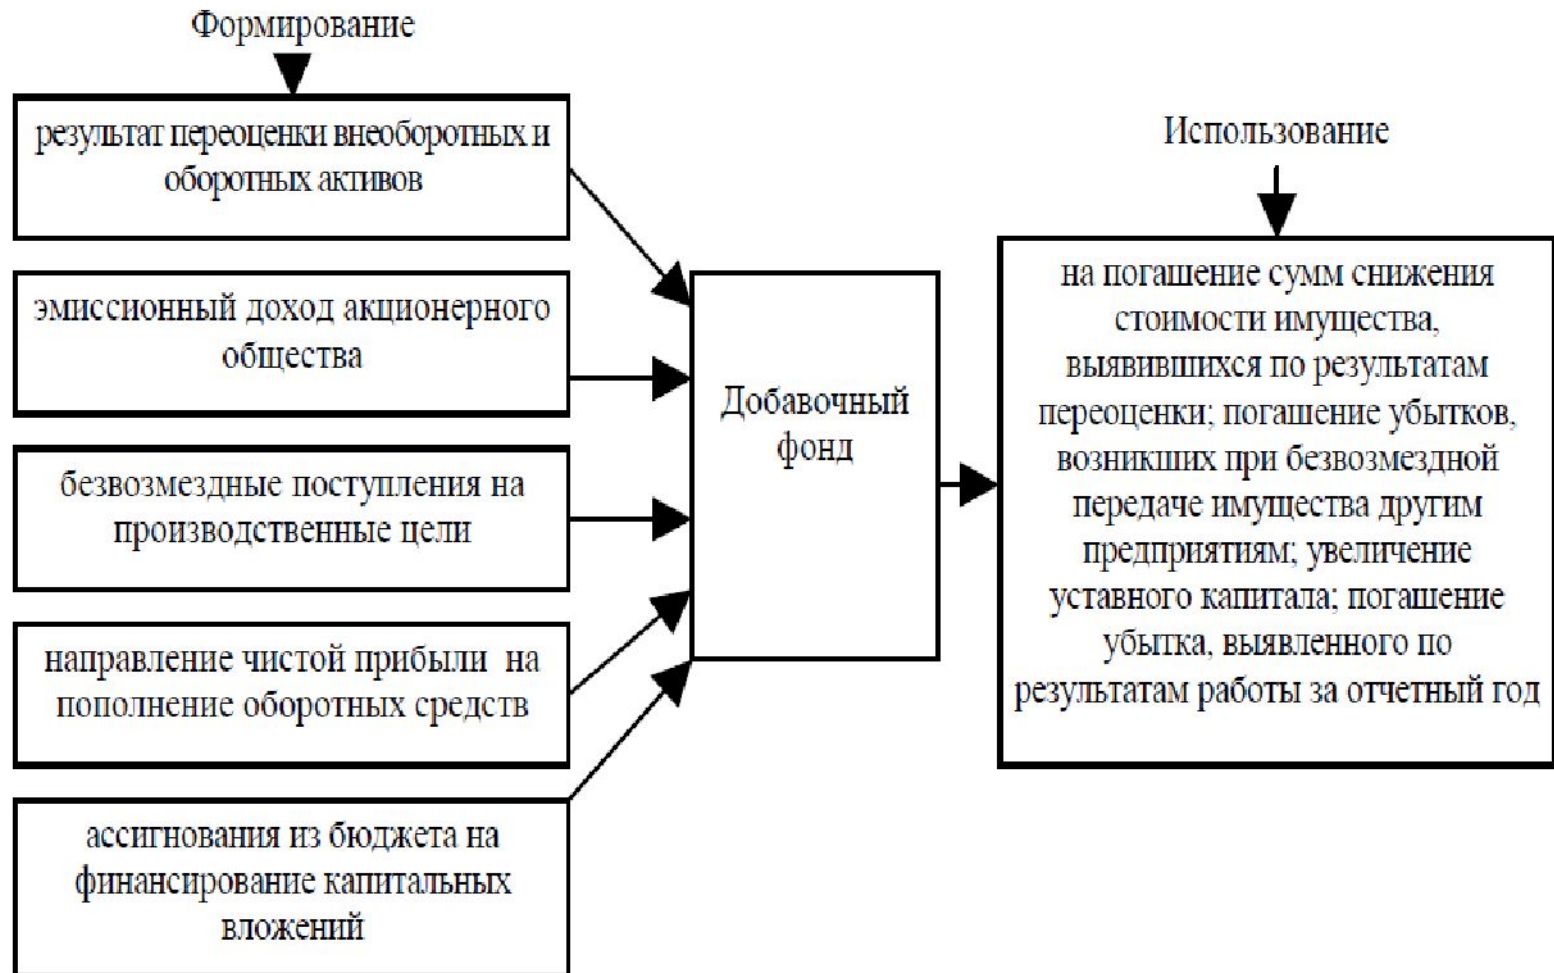 Формирование
результат переоценки внеоборотных и
оборотных активов
эмиссионный доход акционерного
общества
безвозмездные поступления на
производственные цели
направление чистой прибыли на
пополнение оборотных средств
ассигнования из бюджета на
финансирование капитальных
вложений
Добавочный
фонд
Использование
на погашение сумм снижения
стоимости имущества,
выявившихся по результатам
переоценки; погашение убытков,
возникших при безвозмездной
передаче имущества другим
предприятиям; увеличение
уставного капитала; погашение
убытка, выявленного по
результатам работы за отчетный год